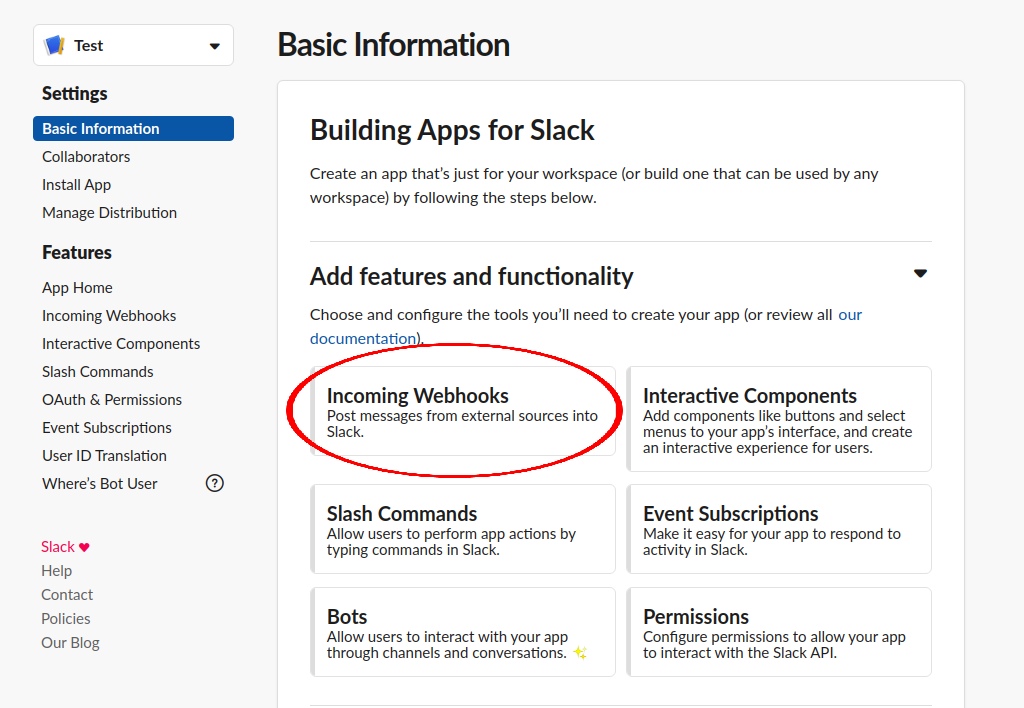 Test
Settings
Basic Information
Collaborators
Install App
Manage Distribution
Features
App Home
Incoming Webhooks
Interactive Components
Slash Commands
OAuth & Permissions
Event Subscriptions
User ID Translation
Where's Bot User
?
Slack ♥
Help
Contact
Policies
Our Blog
Basic Information
Building Apps for Slack
Create an app that's just for your workspace (or build one that can be used by any
workspace) by following the steps below.
Add features and functionality
Choose and configure the tools you'll need to create your app (or review all our
documentation).
Incoming Webhooks
Post messages from external sources into
Slack.
Interactive Components
Add components like buttons and select
menus to your app's interface, and create
an interactive experience for users.
Slash Commands
Allow users to perform app actions by
typing commands in Slack.
Event Subscriptions
Make it easy for your app to respond to
activity in Slack.
Bots
Allow users to interact with your app
through channels and conversations. ✨
Permissions
Configure permissions to allow your app
to interact with the Slack API.